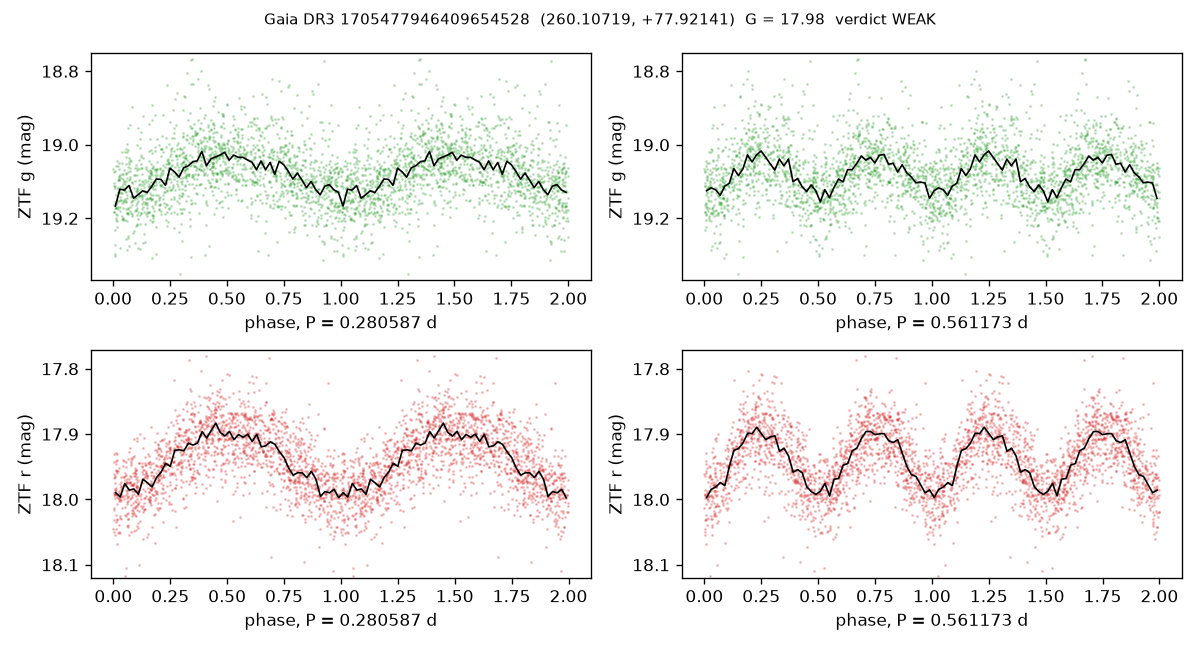 Gaia DR3 1705477946409654528  (260.10719, +77.92141)  G = 17.98  verdict WEAK
ZTF g (mag)
18.8
19.0
19.2
0.00 0.25 0.50 0.75 1.00 1.25 1.50 1.75 2.00
phase, P = 0.280587 d
ZTF g (mag)
18.8
19.0
19.2
0.00 0.25 0.50 0.75 1.00 1.25 1.50 1.75 2.00
phase, P = 0.561173 d
ZTF r (mag)
17.8
17.9
18.0
18.1
0.00 0.25 0.50 0.75 1.00 1.25 1.50 1.75 2.00
phase, P = 0.280587 d
ZTF r (mag)
17.8
17.9
18.0
18.1
0.00 0.25 0.50 0.75 1.00 1.25 1.50 1.75 2.00
phase, P = 0.561173 d